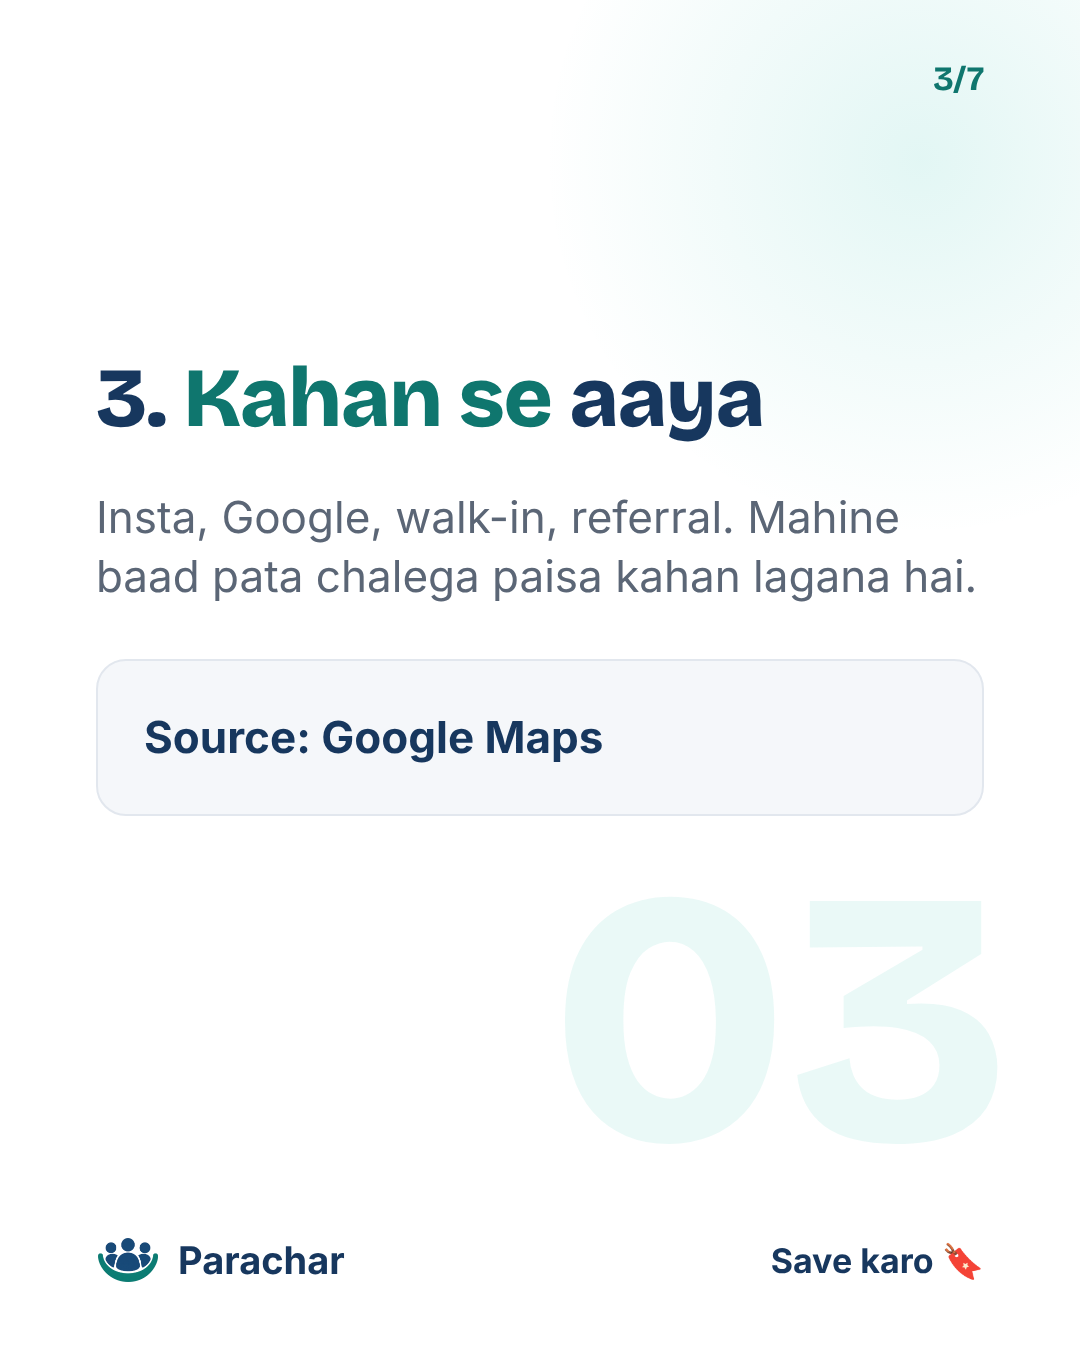 3/7
3. Kahan se aaya
Insta, Google, walk-in, referral. Mahine
baad pata chalega paisa kahan lagana hai.
Source: Google Maps
03
Parachar
Save karo 🔖